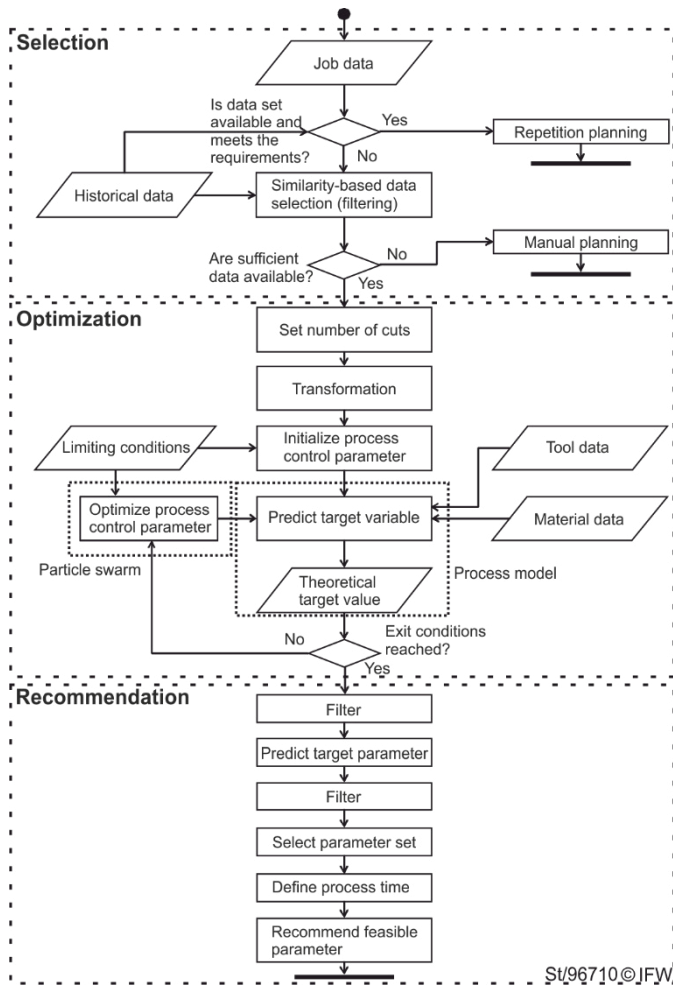 Selection
Job data
Is data set
available and
meets the
requirements?
Yes
Repetition planning
No
Historical data
Similarity-based data
selection (filtering)
Are sufficient
data available?
No
Manual planning
Yes
Optimization
Set number of cuts
Transformation
Limiting conditions
Initialize process
control parameter
Tool data
Optimize process
control parameter
Predict target variable
Material data
Particle swarm
Theoretical
target value
Process model
No
Exit conditions
reached?
Yes
Recommendation
Filter
Predict target parameter
Filter
Select parameter set
Define process time
Recommend feasible
parameter
St/96710©IFW